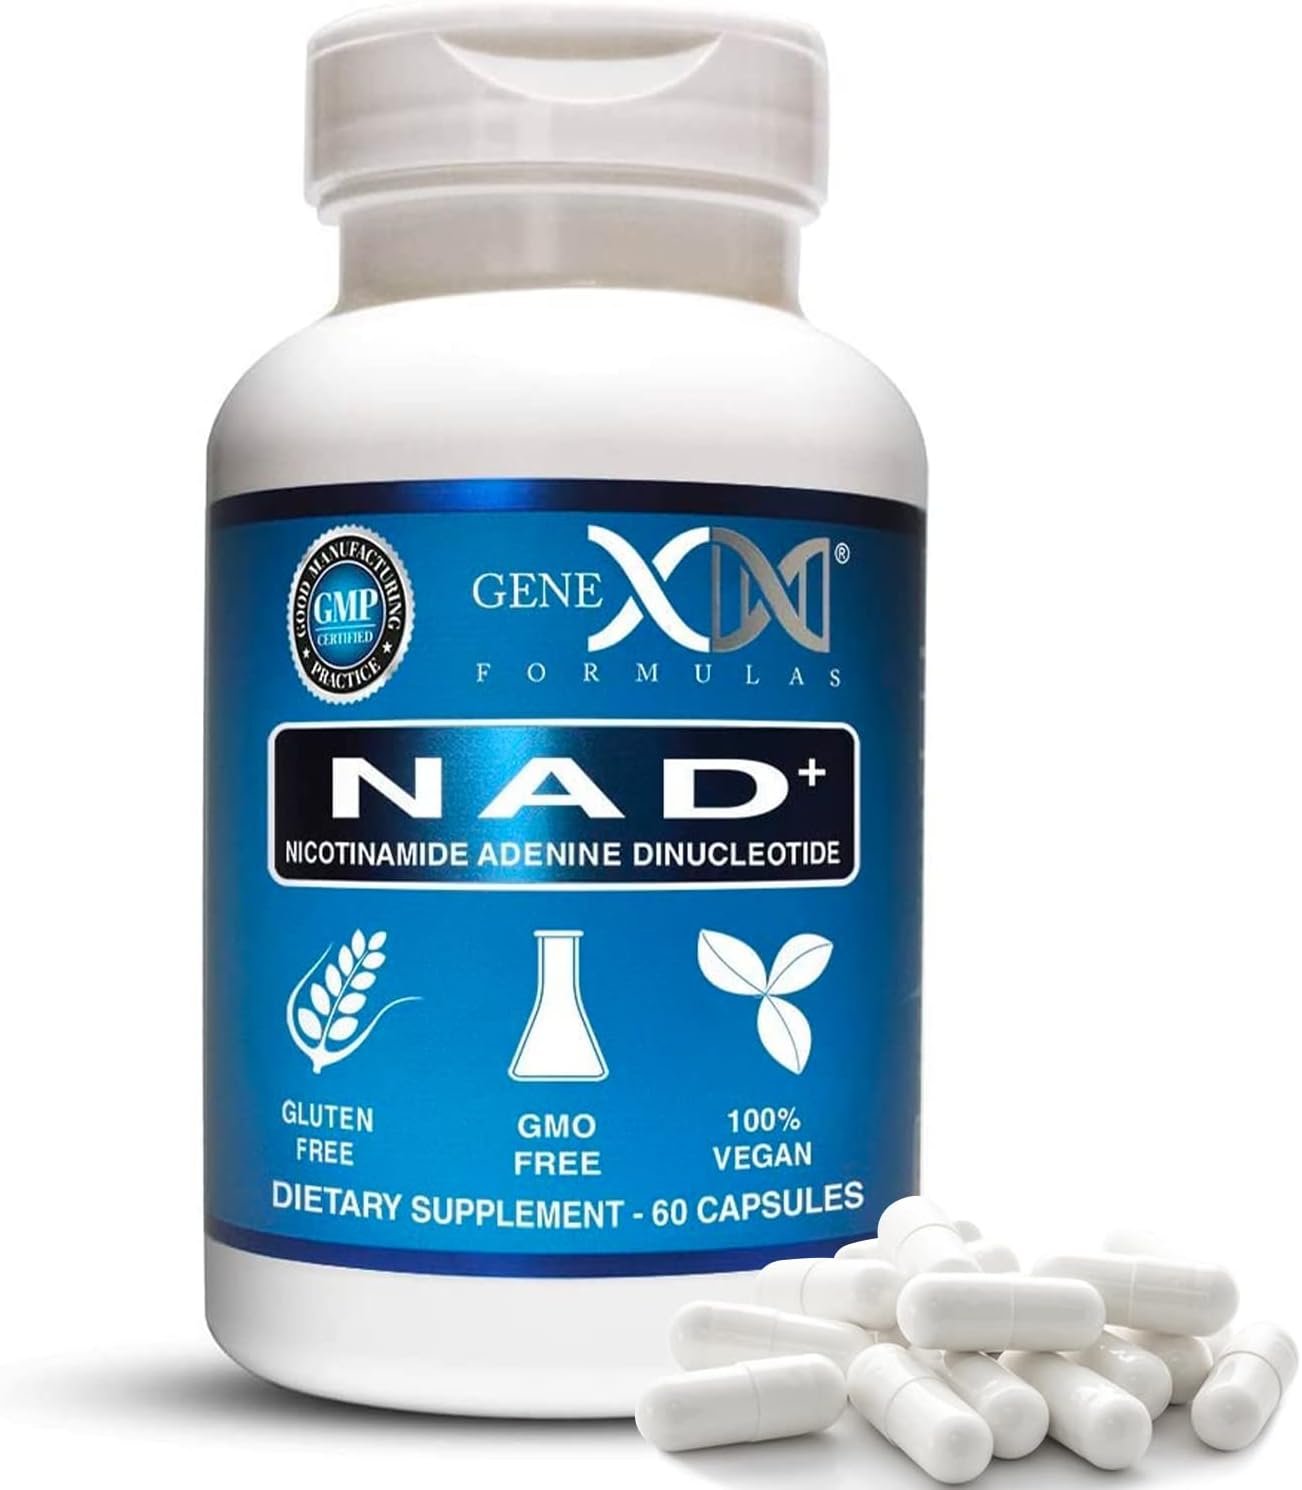 GOOD MANUFACTURING
GMP
CERTIFIED
PRACTICE
GENEX ®
FORMULAS
NAD+
NICOTINAMIDE ADENINE DINUCLEOTIDE
GLUTEN
FREE
GMO
FREE
100%
VEGAN
DIETARY SUPPLEMENT - 60 CAPSULES